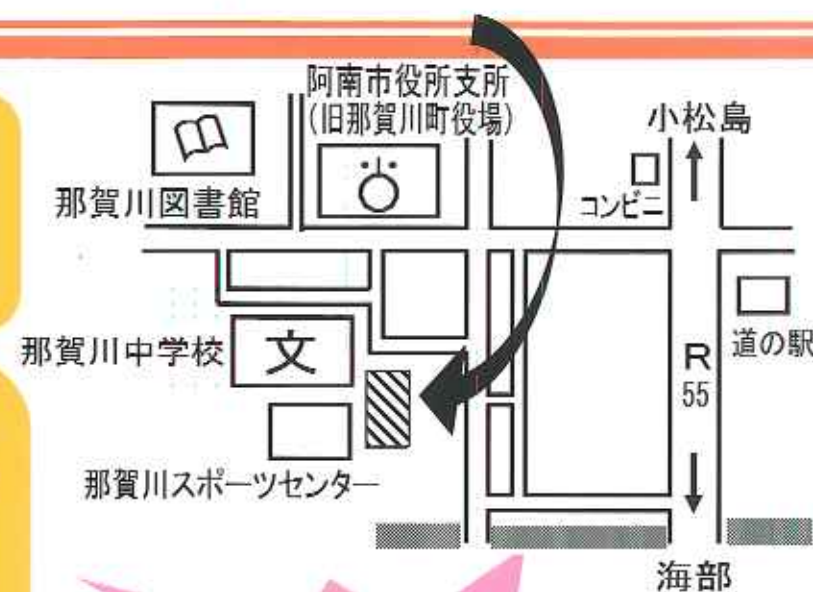 阿南市役所支所
(旧那賀川町役場)
小松島
コンビニ
那賀川図書館
那賀川中学校
文
道の駅
R
55
那賀川スポーツセンター
海部